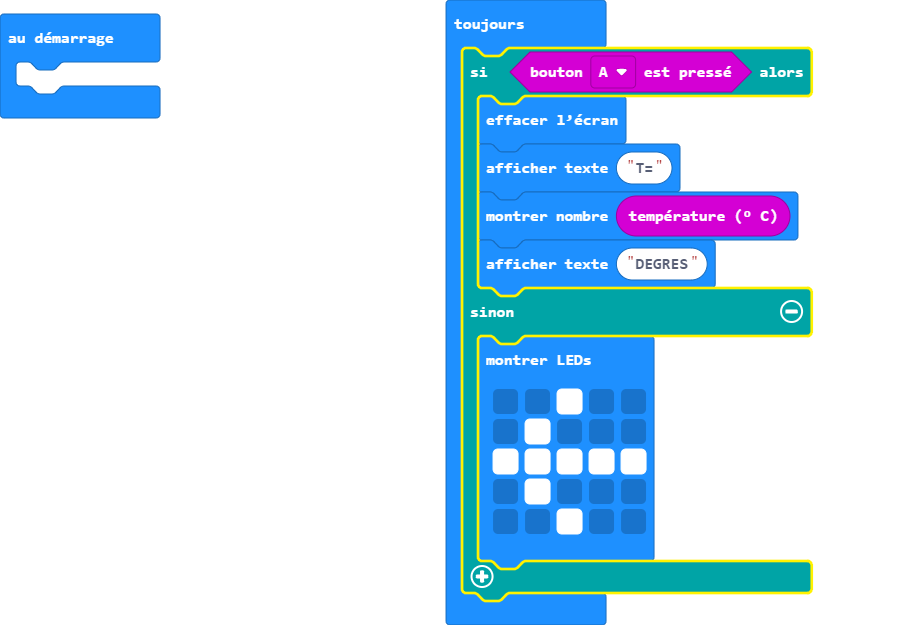 au démarrage
toujours
si bouton A est pressé alors
effacer l’écran
afficher texte "T="
montrer nombre température (º C)
afficher texte "DEGRES"
sinon
montrer LEDs